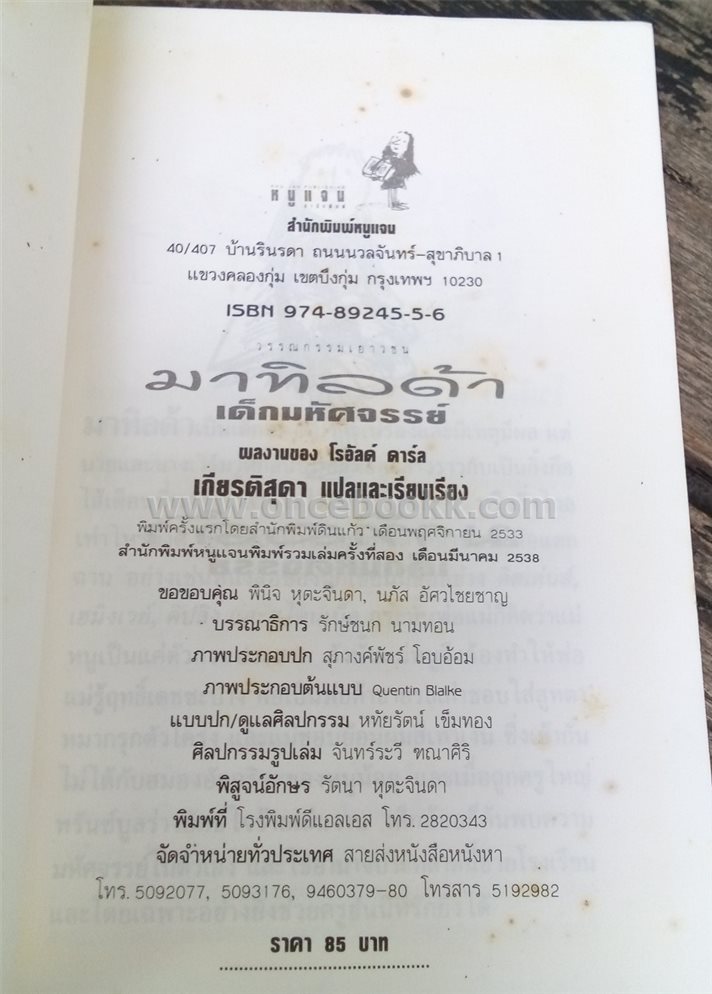 หนูแจน
สำนักพิมพ์หนูแจน
40/407 บ้านรินรดา ถนนนวลจันทร์-สุขาภิบาล 1
แขวงคลองกุ่ม เขตบึงกุ่ม กรุงเทพฯ 10230
ISBN 974-89245-5-6
วรรณกรรมเยาวชน
มาทิลด้า
เด็กมหัศจรรย์
ผลงานของ โรอัลด์ ดาร์ล
เกียรติสุดา แปลและเรียบเรียง
www.oncebookk.com
พิมพ์ครั้งแรกโดยสำนักพิมพ์ดินแก้ว เดือนพฤศจิกายน 2533
สำนักพิมพ์หนูแจนพิมพ์รวมเล่มครั้งที่สอง เดือนมีนาคม 2538
ขอขอบคุณ พินิจ หุตะจินดา, นภัส อัศวไชยชาญ
บรรณาธิการ รักษ์ชนก นามทอน
ภาพประกอบปก สุภางค์พัชร์ โอบอ้อม
ภาพประกอบต้นแบบ Quentin Blalke
แบบปก/ดูแลศิลปกรรม หทัยรัตน์ เข็มทอง
ศิลปกรรมรูปเล่ม จันทร์ระวี ฑณาศิริ
พิสูจน์อักษร รัตนา หุตะจินดา
พิมพ์ที่ โรงพิมพ์ดีแอลเอส โทร. 2820343
จัดจำหน่ายทั่วประเทศ สายส่งหนังสือหนังหา
โทร. 5092077, 5093176, 9460379-80 โทรสาร 5192982
ราคา 85 บาท